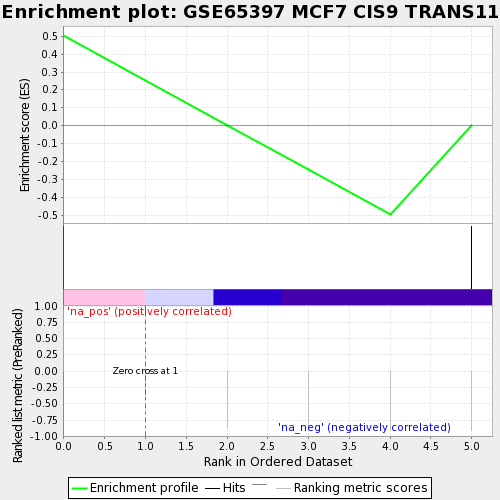 Enrichment plot: GSE65397 MCF7 CIS9 TRANS11
Enrichment score (ES)
0.5
0.4
0.3
0.2
0.1
0.0
-0.1
-0.2
-0.3
-0.4
-0.5
Ranked list metric (PreRanked)
1.00
0.75
0.50
0.25
0.00
-0.25
-0.50
-0.75
-1.00
'na_pos' (positively correlated)
Zero cross at 1
'na_neg' (negatively correlated)
0.0 0.5 1.0 1.5 2.0 2.5 3.0 3.5 4.0 4.5 5.0
Rank in Ordered Dataset
Enrichment profile Hits Ranking metric scores